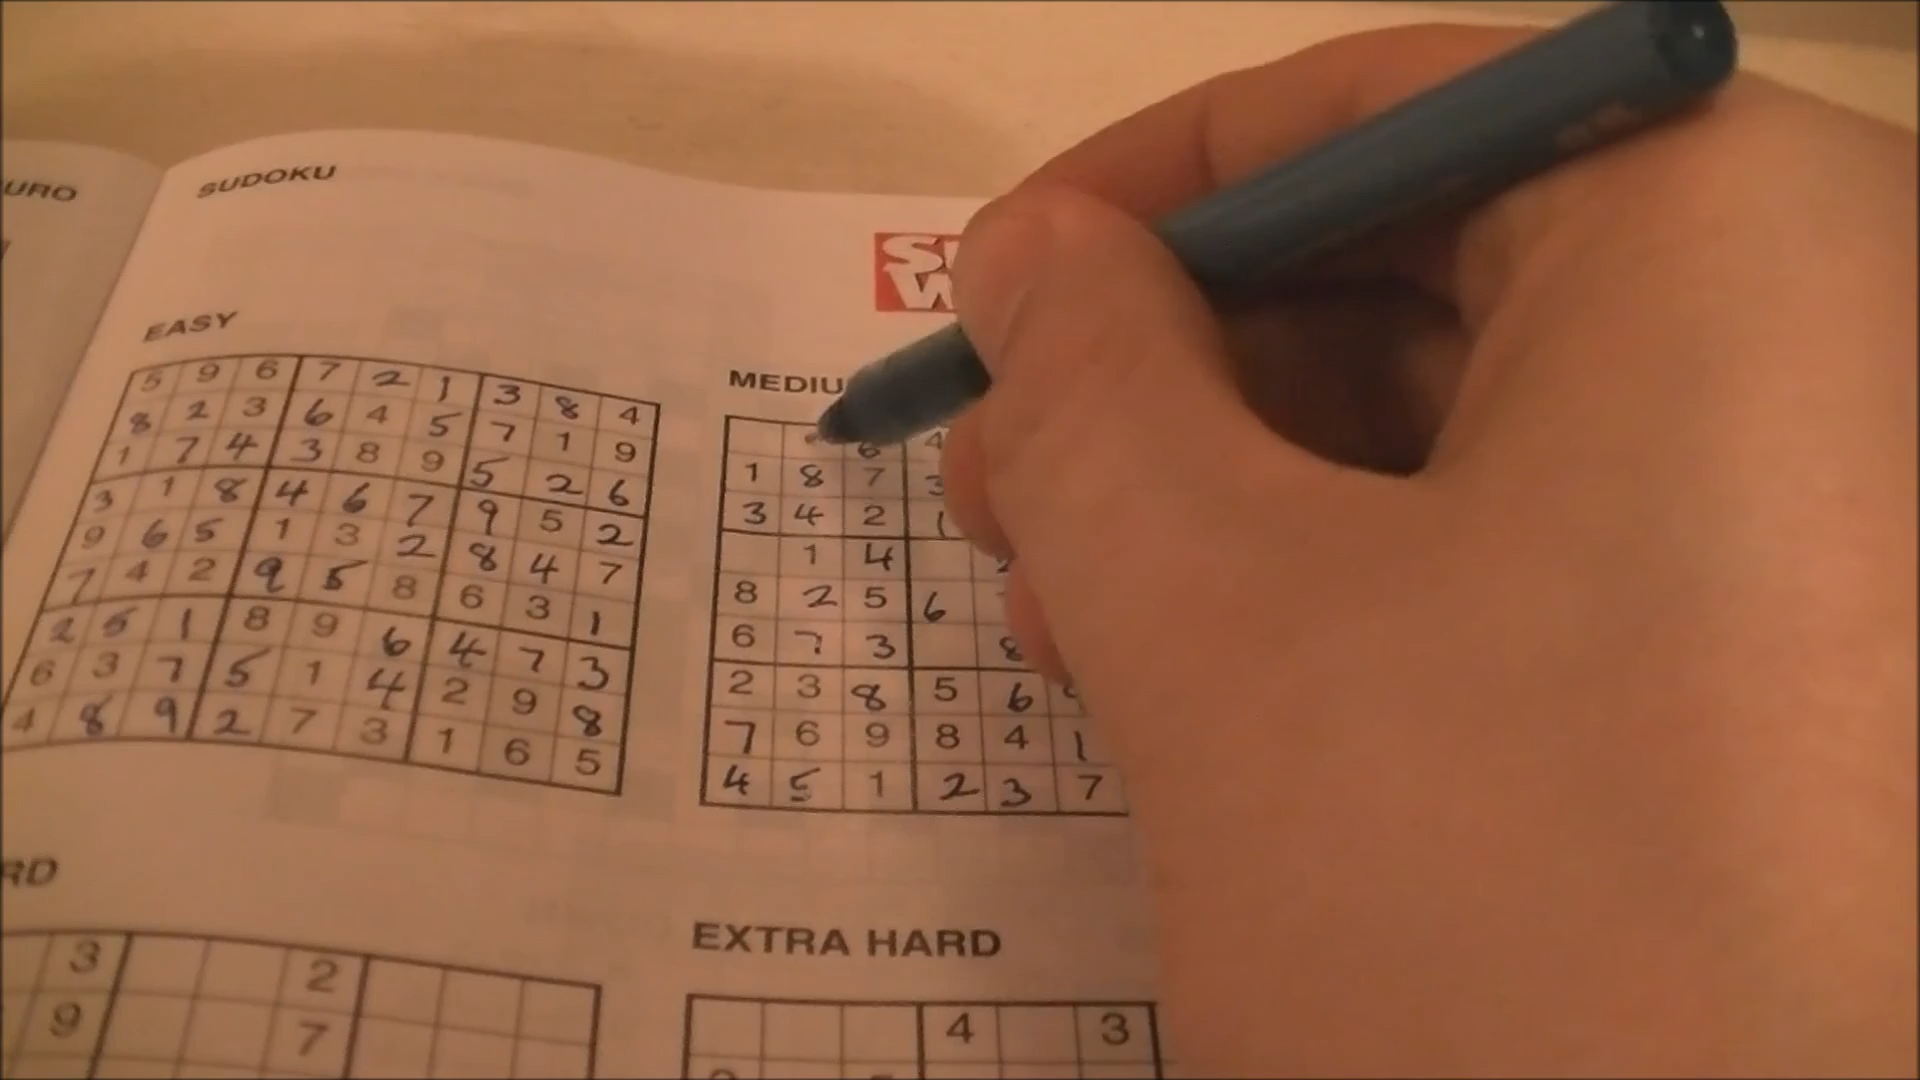 URO
SUDOKU
EASY
5 9 6 7 2 1 3 8 4
8 2 3 6 4 5 7 1 9
1 7 4 3 8 9 5 2 6
3 1 8 4 6 7 9 5 2
9 6 5 1 3 2 8 4 7
7 4 2 9 5 8 6 3 1
2 5 1 8 9 6 4 7 3
6 3 7 5 1 4 2 9 8
4 8 9 2 7 3 1 6 5
MEDIU
6 4
1 8 7 3
3 4 2 1
1 4 2
8 2 5 6
6 7 3 8
2 3 8 5 6
7 6 9 8 4 1
4 5 1 2 3 7
RD
3 2
9 7
EXTRA HARD
4 3